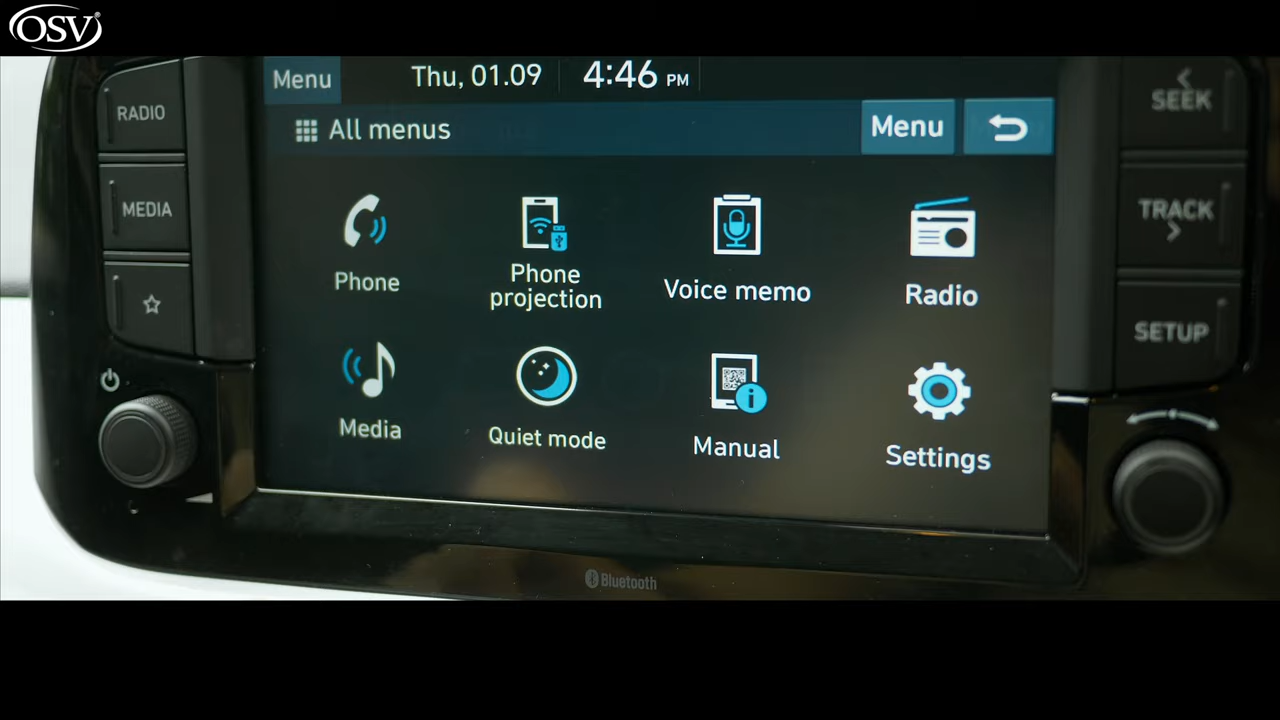 OSV
Menu Thu, 01.09 4:46 PM
All menus Menu
RADIO
MEDIA
SEEK
TRACK
SETUP
Phone
Phone
projection
Voice memo
Radio
Media
Quiet mode
Manual
Settings
Bluetooth